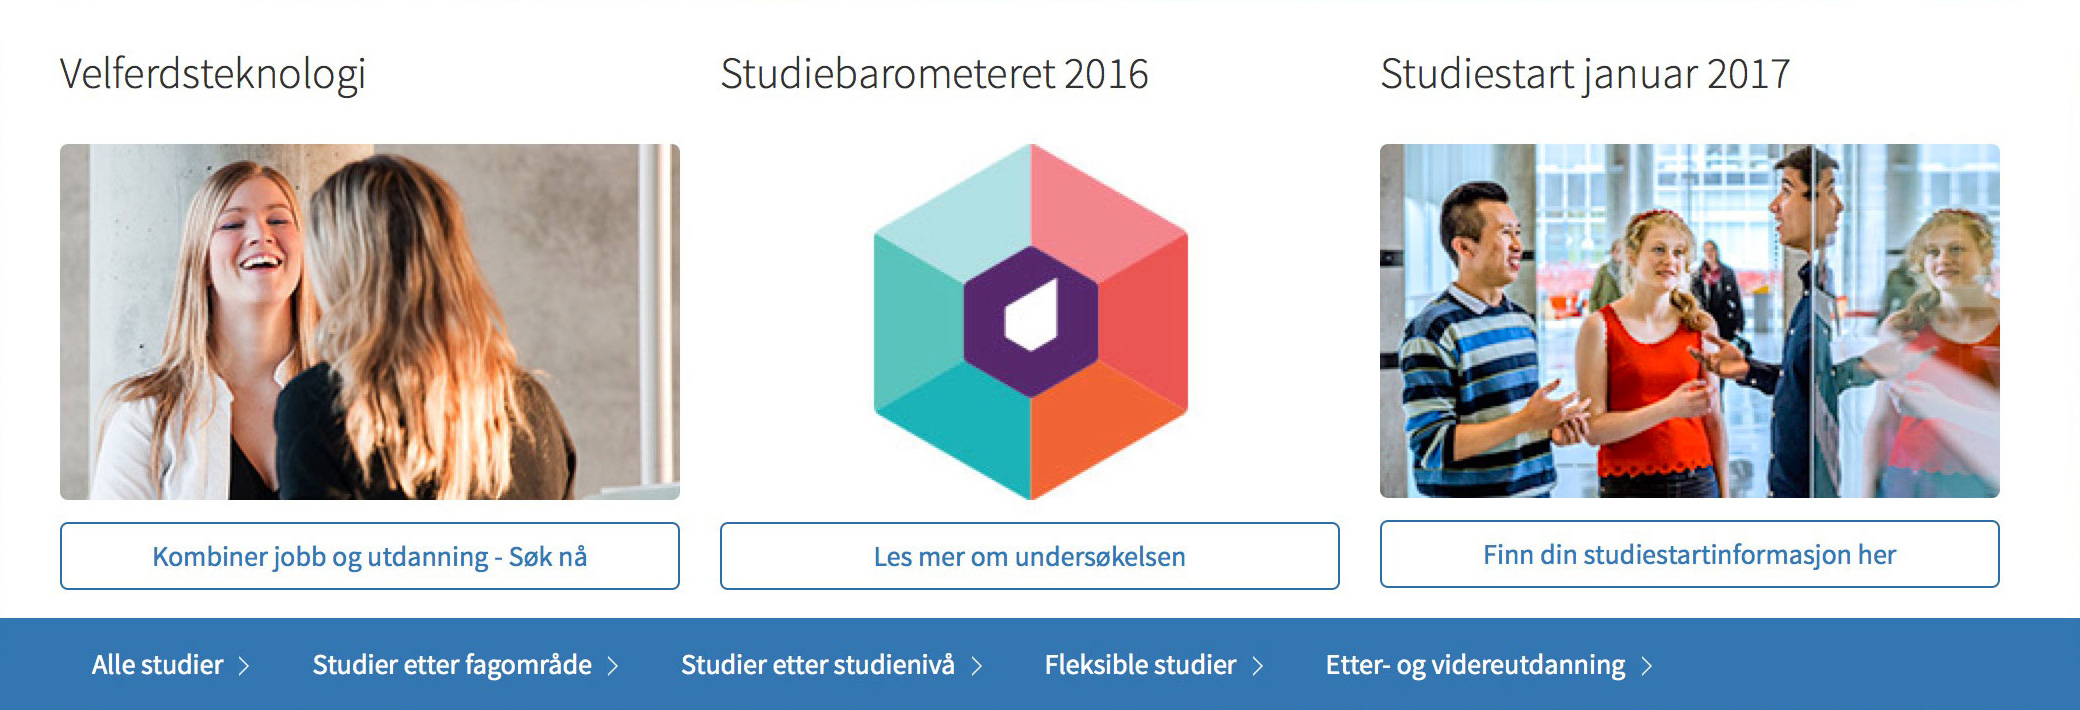 Velferdsteknologi
Studiebarometeret 2016
Studiestart januar 2017
Kombiner jobb og utdanning - Søk nå
Les mer om undersøkelsen
Finn din studiestartinformasjon her
Alle studier
Studier etter fagområde
Studier etter studienivå
Fleksible studier
Etter- og videreutdanning